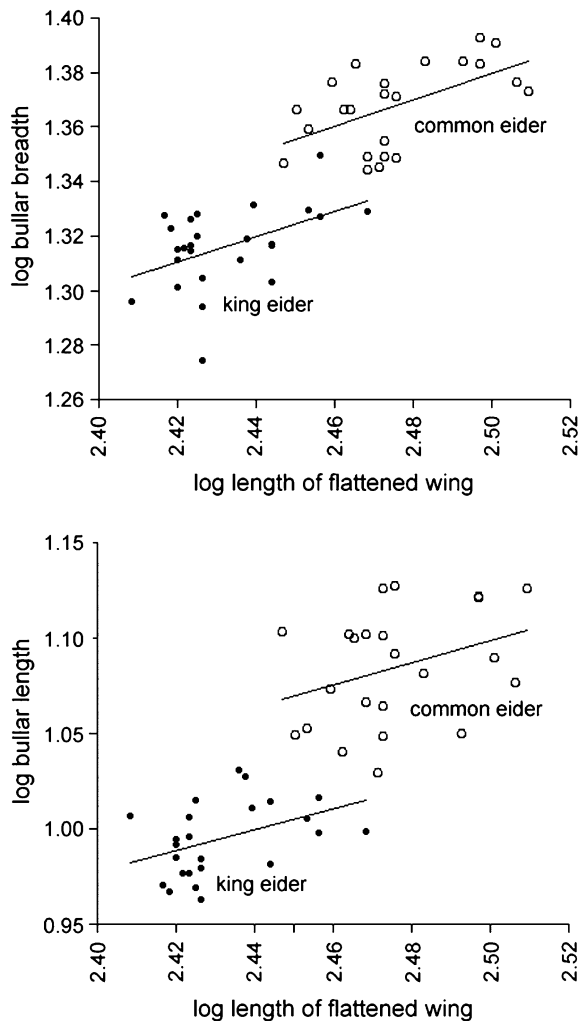 1.40
1.38
1.36
1.34
1.32
1.30
1.28
1.26
log bullar breadth
common eider
king eider
2.40 2.42 2.44 2.46 2.48 2.50 2.52
log length of flattened wing
1.15
1.10
1.05
1.00
0.95
log bullar length
common eider
king eider
2.40 2.42 2.44 2.46 2.48 2.50 2.52
log length of flattened wing